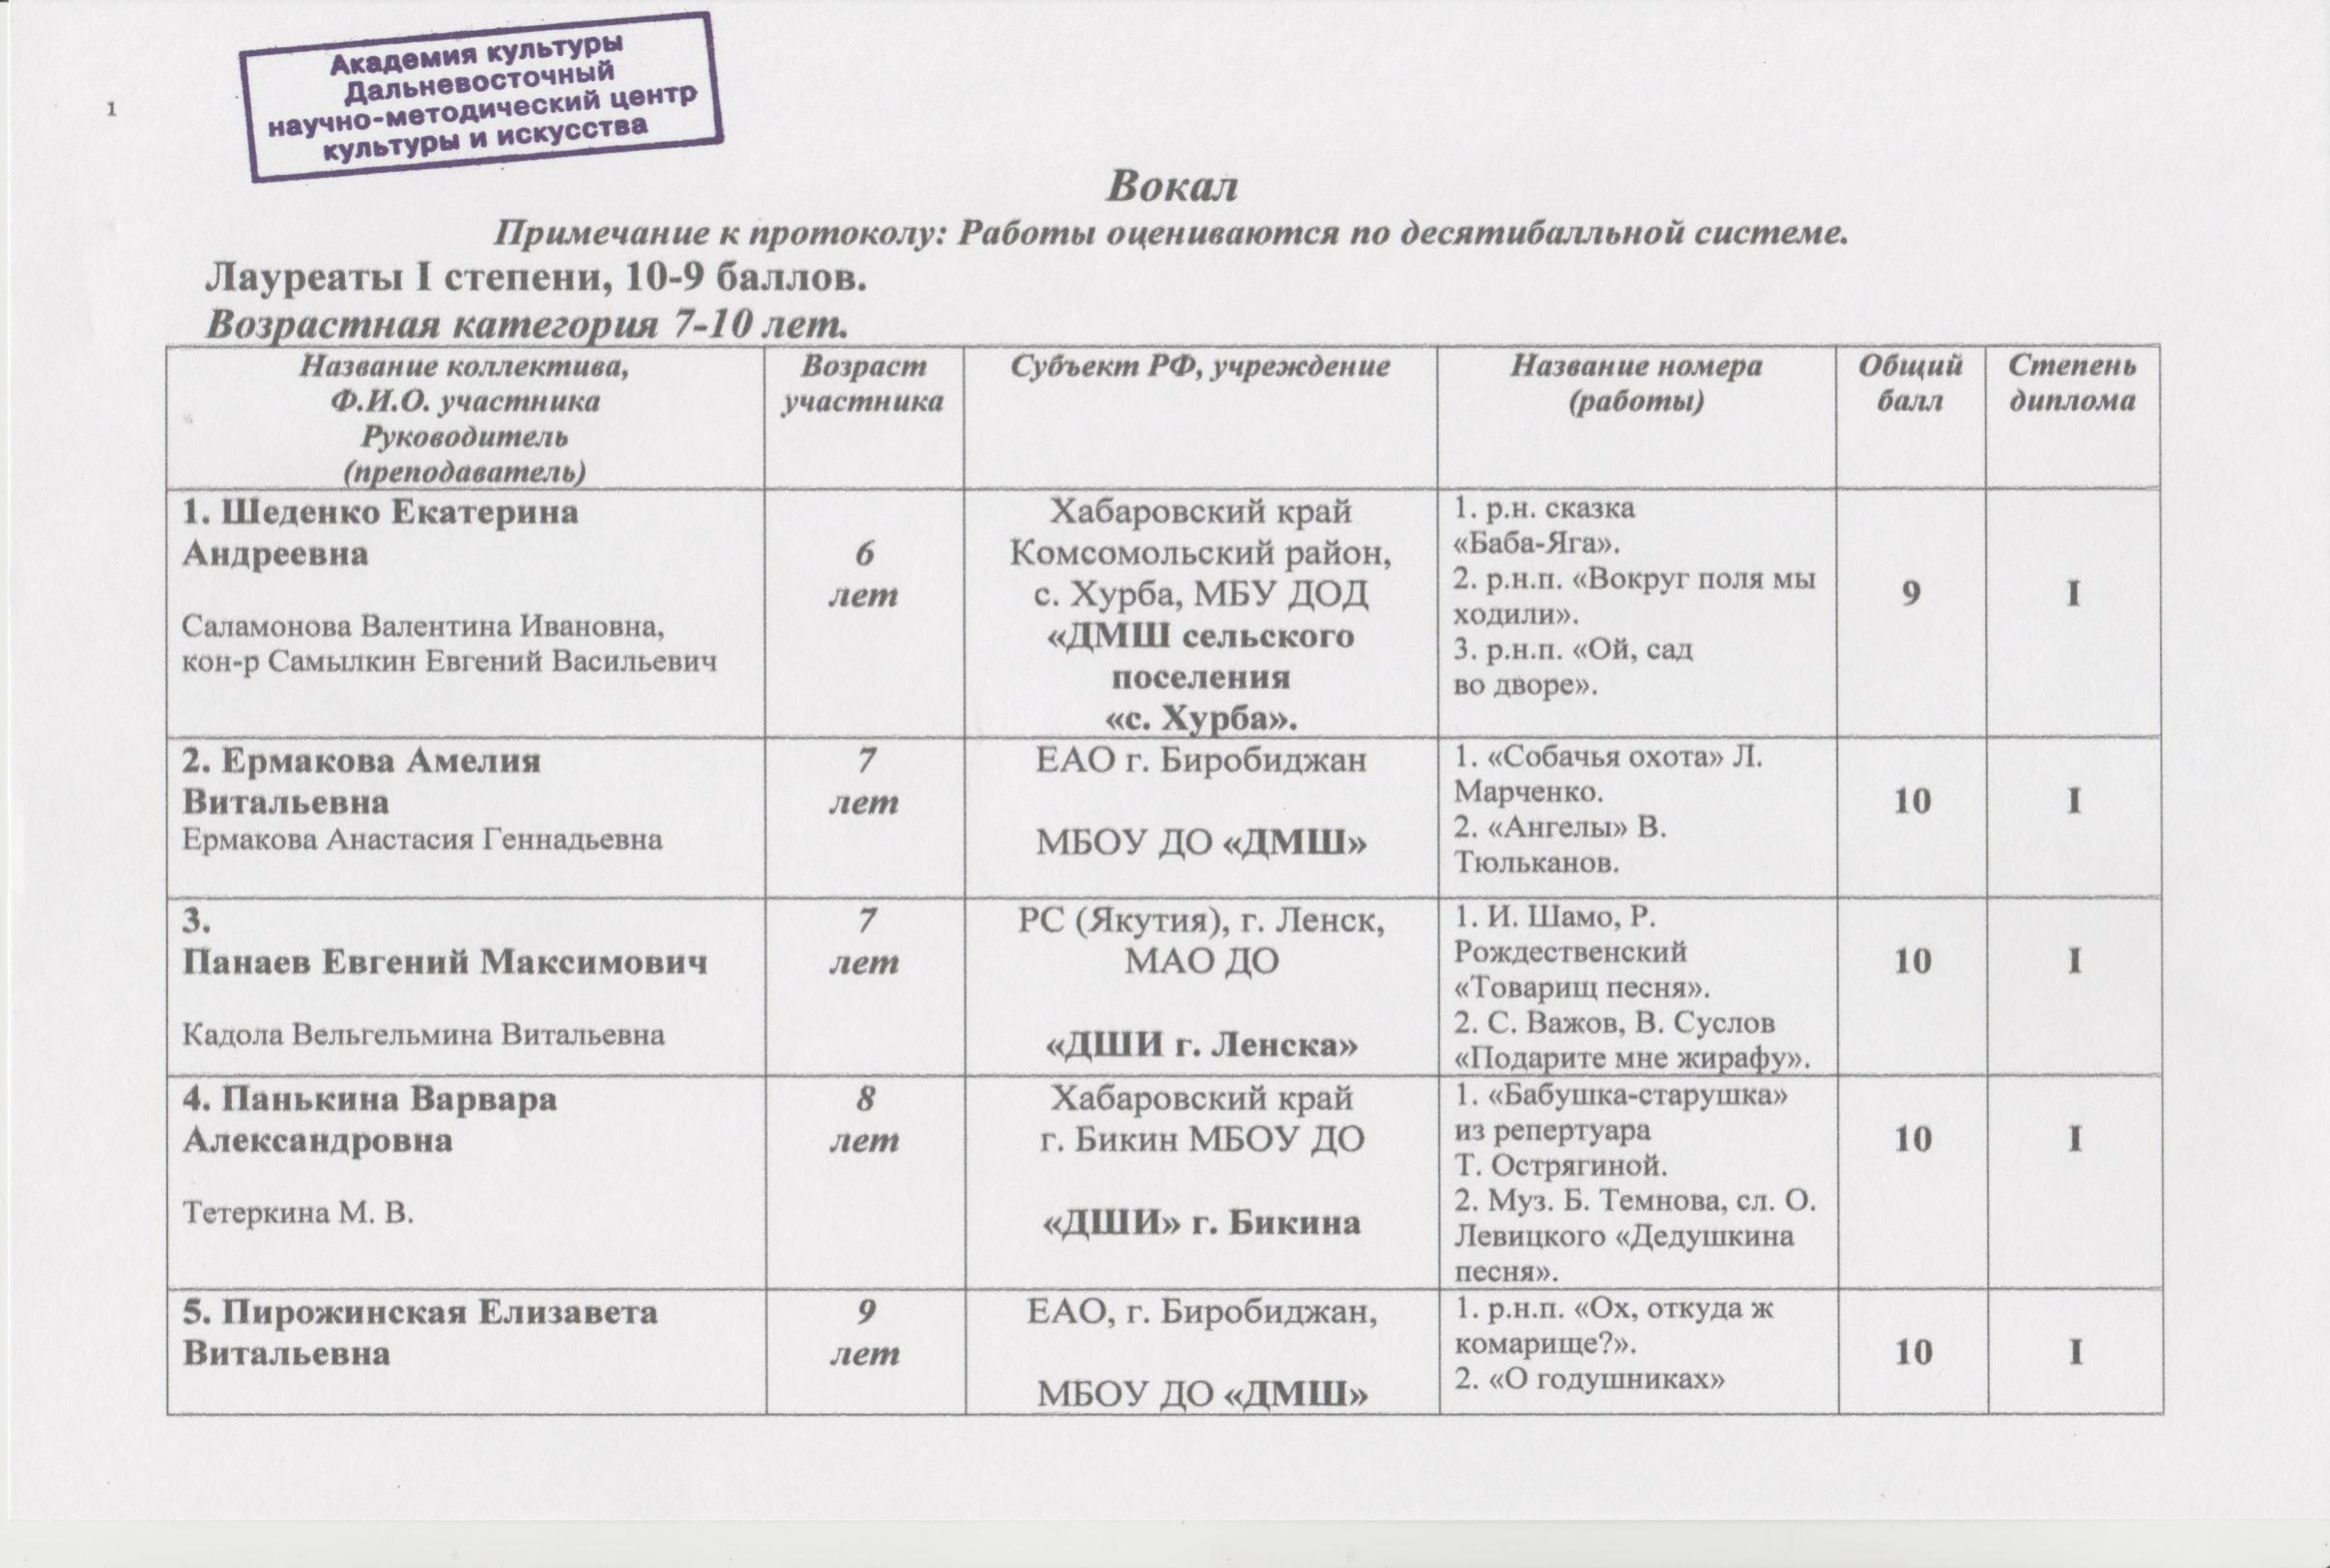 Академия культуры
Дальневосточный
научно-методический центр
культуры и искусства
1
Вокал
Примечание к протоколу: Работы оцениваются по десятибалльной системе.
Лауреаты I степени, 10-9 баллов.
Возрастная категория 7-10 лет.
Название коллектива,
Ф.И.О. участника
Руководитель
(преподаватель)
Возраст
участника
Субъект РФ, учреждение
Название номера
(работы)
Общий
балл
Степень
диплома
1. Шеденко Екатерина
Андреевна
Саламонова Валентина Ивановна,
кон-р Самылкин Евгений Васильевич
6
лет
Хабаровский край
Комсомольский район,
с. Хурба, МБУ ДОД
«ДМШ сельского
поселения
«с. Хурба».
1. р.н. сказка
«Баба-Яга».
2. р.н.п. «Вокруг поля мы
ходили».
3. р.н.п. «Ой, сад
во дворе».
9
I
2. Ермакова Амелия
Витальевна
Ермакова Анастасия Геннадьевна
7
лет
ЕАО г. Биробиджан
МБОУ ДО «ДМШ»
1. «Собачья охота» Л.
Марченко.
2. «Ангелы» В.
Тюльканов.
10
I
3.
Панаев Евгений Максимович
Кадола Вельгельмина Витальевна
7
лет
РС (Якутия), г. Ленск,
МАО ДО
«ДШИ г. Ленска»
1. И. Шамо, Р.
Рождественский
«Товарищ песня».
2. С. Важов, В. Суслов
«Подарите мне жирафу».
10
I
4. Панькина Варвара
Александровна
Тетеркина М. В.
8
лет
Хабаровский край
г. Бикин МБОУ ДО
«ДШИ» г. Бикина
1. «Бабушка-старушка»
из репертуара
Т. Острягиной.
2. Муз. Б. Темнова, сл. О.
Левицкого «Дедушкина
песня».
10
I
5. Пирожинская Елизавета
Витальевна
9
лет
ЕАО, г. Биробиджан,
МБОУ ДО «ДМШ»
1. р.н.п. «Ох, откуда ж
комарище?».
2. «О годушниках»
10
I